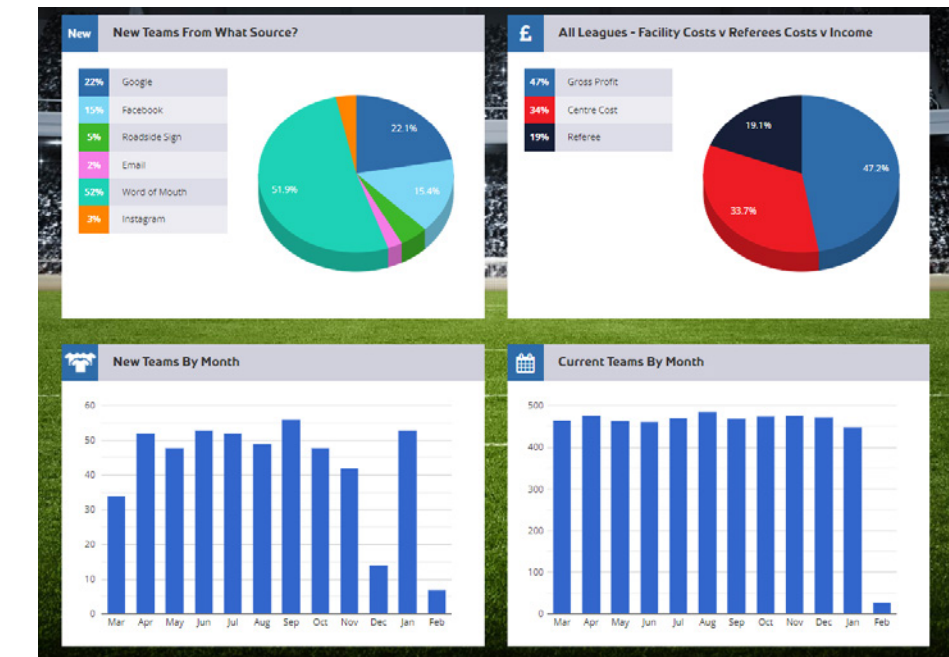 New New Teams From What Source?
22% Google
15% Facebook
5% Roadside Sign
2% Email
52% Word of Mouth
3% Instagram
22.1%
15.4%
51.9%
£ All Leagues - Facility Costs v Referees Costs v Income
47% Gross Profit
34% Centre Cost
19% Referee
19.1%
47.2%
33.7%
New Teams By Month
60
50
40
30
20
10
0
Mar Apr May Jun Jul Aug Sep Oct Nov Dec Jan Feb
Current Teams By Month
500
400
300
200
100
0
Mar Apr May Jun Jul Aug Sep Oct Nov Dec Jan Feb